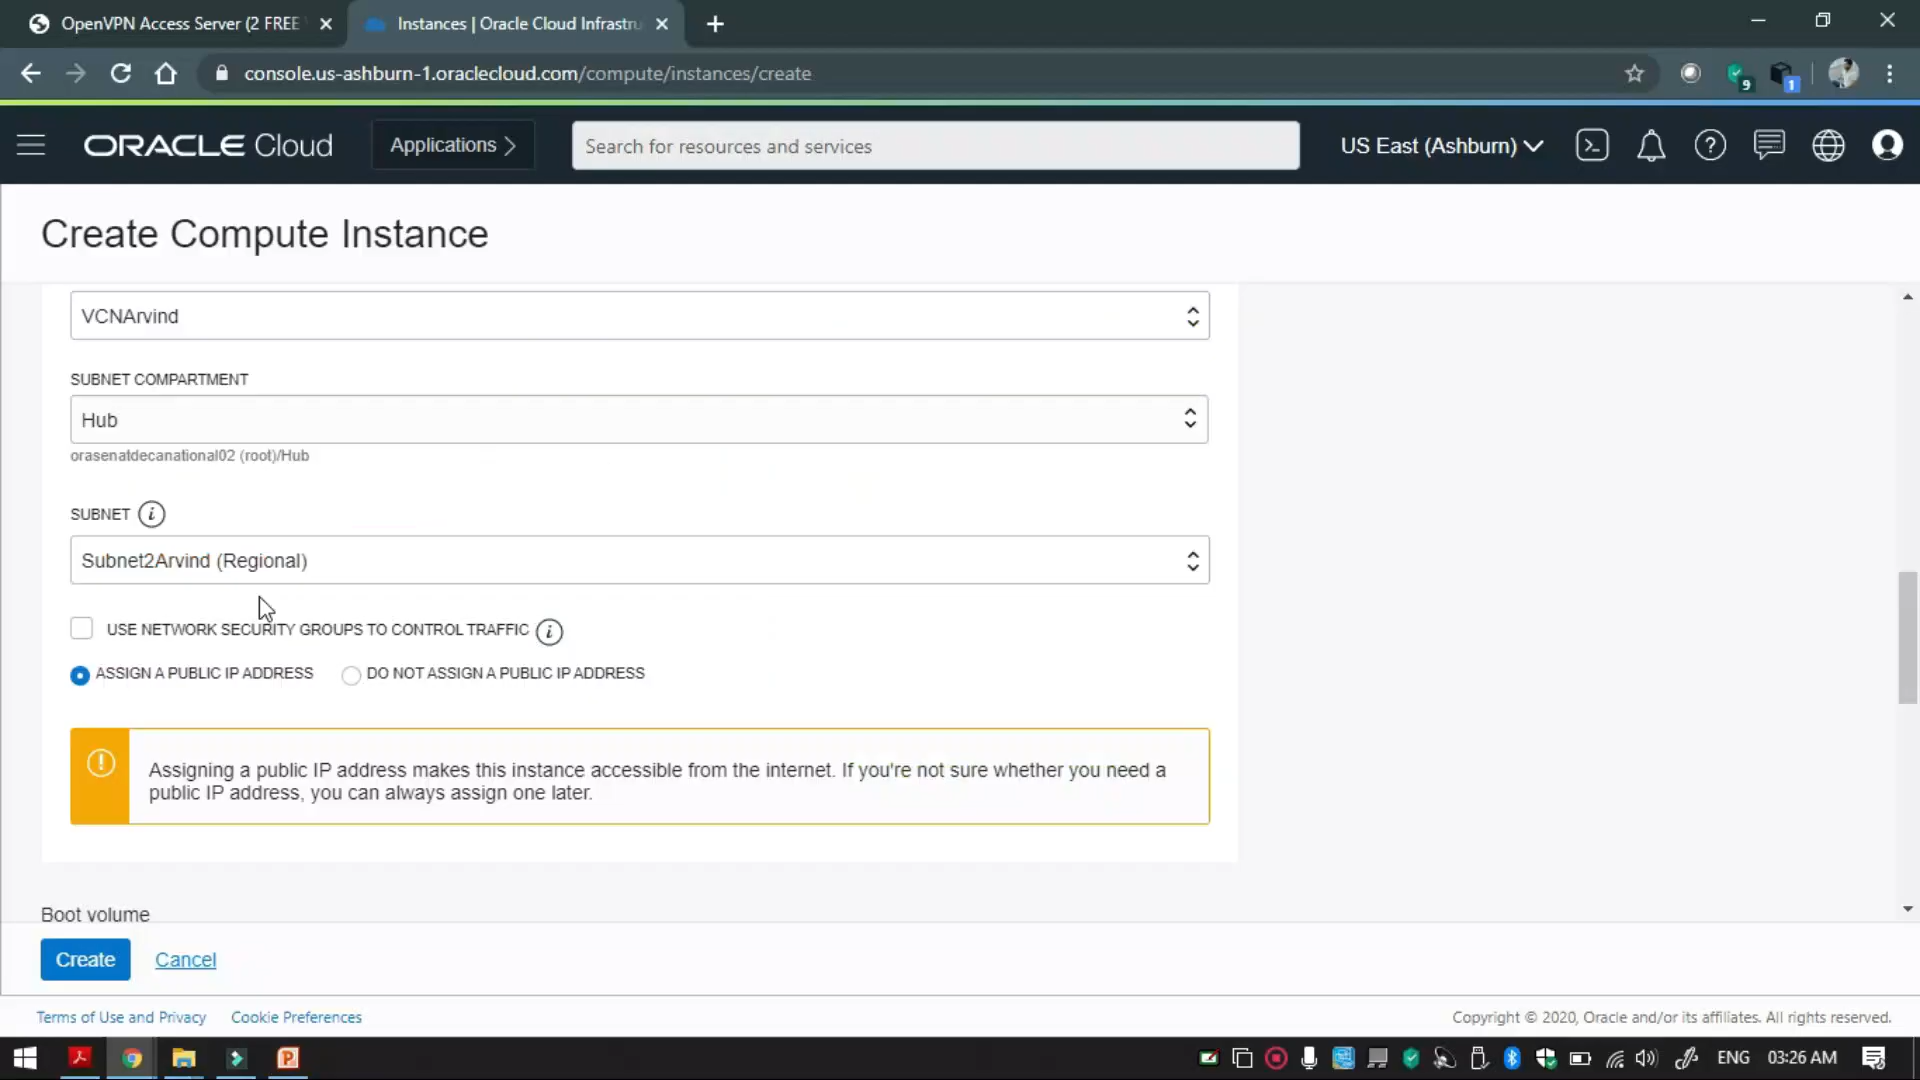 OpenVPN Access Server (2 FREE
Instances | Oracle Cloud Infrastru
console.us-ashburn-1.oraclecloud.com/compute/instances/create
9
1
ORACLE Cloud
Applications
Search for resources and services
US East (Ashburn)
Create Compute Instance
VCNArvind
SUBNET COMPARTMENT
Hub
orasenatdecanational02 (root)/Hub
SUBNET
Subnet2Arvind (Regional)
USE NETWORK SECURITY GROUPS TO CONTROL TRAFFIC
ASSIGN A PUBLIC IP ADDRESS
DO NOT ASSIGN A PUBLIC IP ADDRESS
Assigning a public IP address makes this instance accessible from the internet. If you're not sure whether you need a
public IP address, you can always assign one later.
Boot volume
Create
Cancel
Terms of Use and Privacy
Cookie Preferences
Copyright © 2020, Oracle and/or its affiliates. All rights reserved.
ENG
03:26 AM